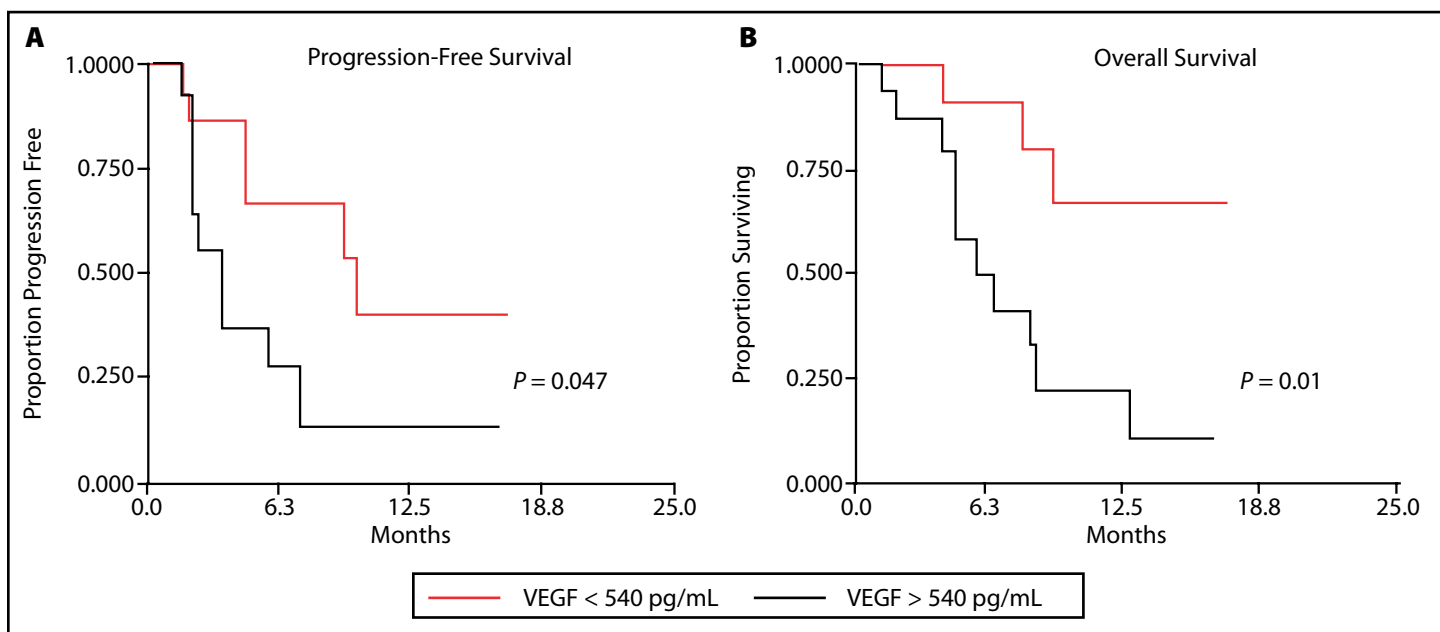 A
Progression-Free Survival
1.0000
0.750
0.500
0.250
0.000
Proportion Progression Free
P = 0.047
0.0 6.3 12.5 18.8 25.0
Months
B
Overall Survival
1.0000
0.750
0.500
0.250
0.000
Proportion Surviving
P = 0.01
0.0 6.3 12.5 18.8 25.0
Months
VEGF < 540 pg/mL VEGF > 540 pg/mL